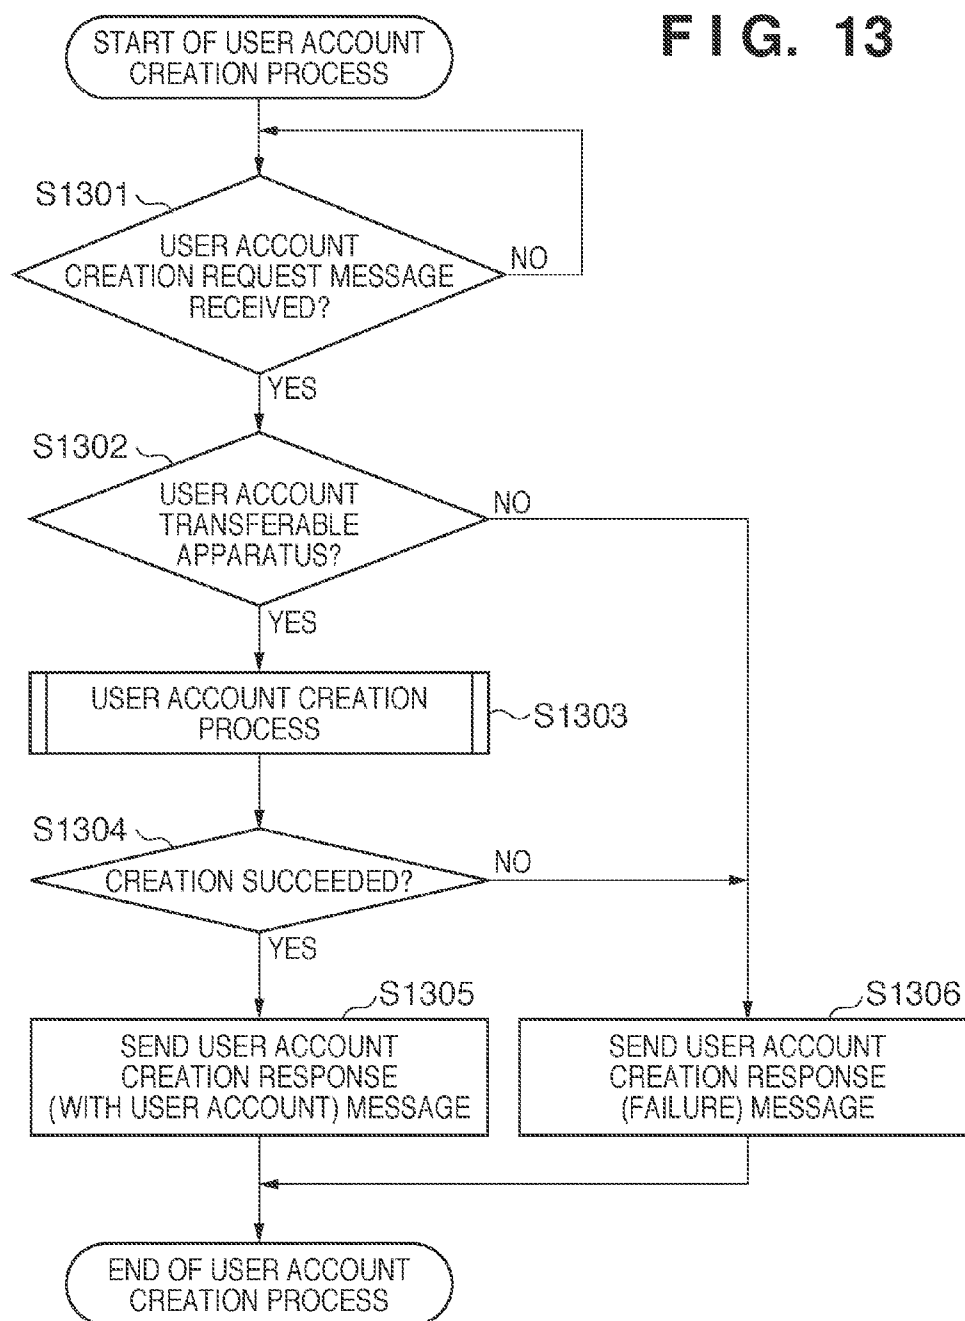 FIG. 13
START OF USER ACCOUNT
CREATION PROCESS
S1301
USER ACCOUNT
CREATION REQUEST MESSAGE
RECEIVED?
NO
YES
S1302
USER ACCOUNT
TRANSFERABLE
APPARATUS?
NO
YES
USER ACCOUNT CREATION
PROCESS
S1303
S1304
CREATION SUCCEEDED?
NO
YES
S1305
SEND USER ACCOUNT
CREATION RESPONSE
(WITH USER ACCOUNT) MESSAGE
S1306
SEND USER ACCOUNT
CREATION RESPONSE
(FAILURE) MESSAGE
END OF USER ACCOUNT
CREATION PROCESS